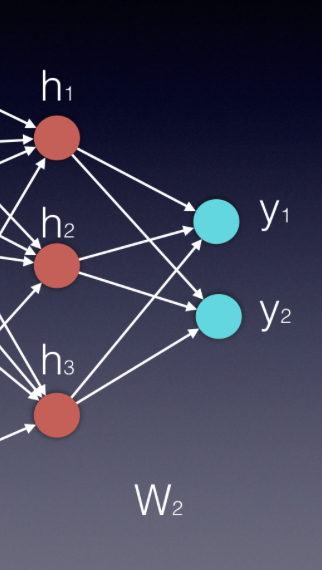 h₁
y₁
h₂
y₂
h₃
W₂